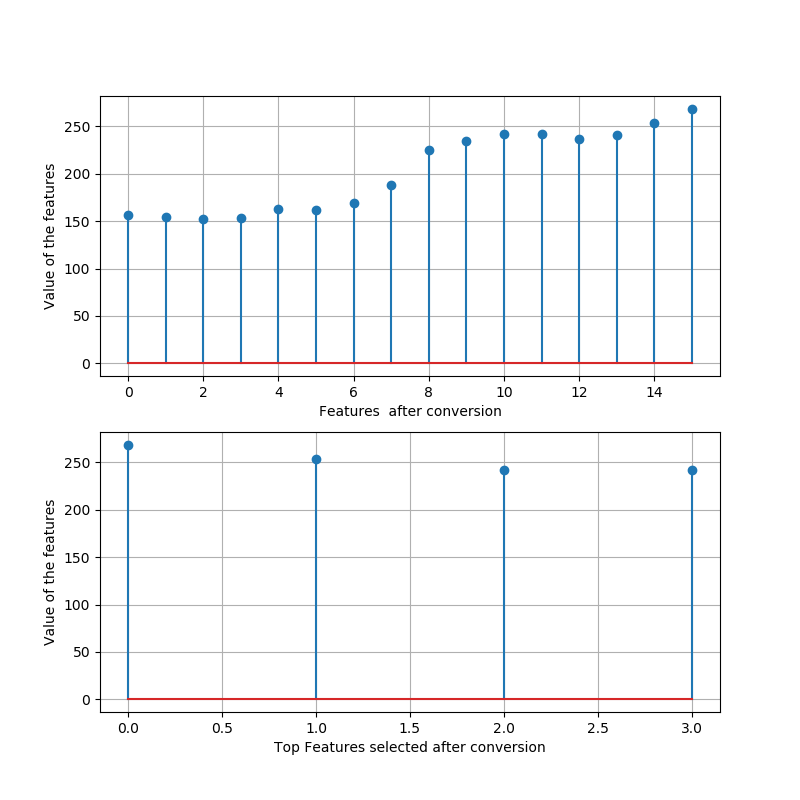 250
200
150
100
50
0
Value of the features
0 2 4 6 8 10 12 14
Features  after conversion
250
200
150
100
50
0
Value of the features
0.0 0.5 1.0 1.5 2.0 2.5 3.0
Top Features selected after conversion